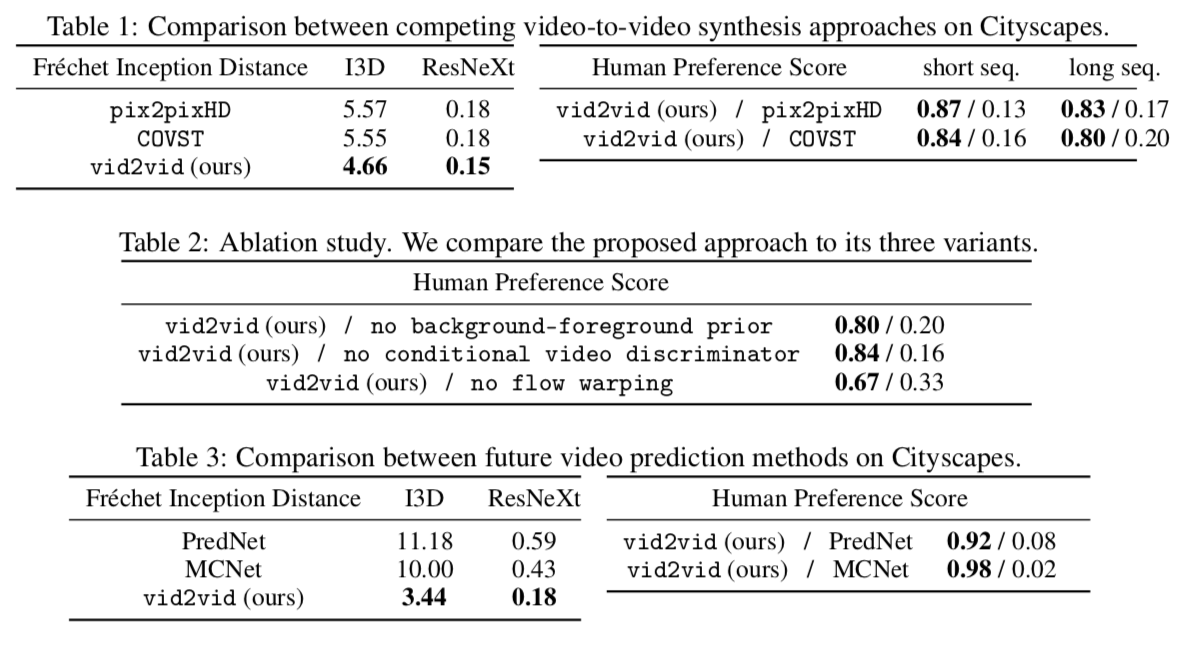 Table 1: Comparison between competing video-to-video synthesis approaches on Cityscapes.
Fréchet Inception Distance I3D ResNeXt
pix2pixHD 5.57 0.18
COVST 5.55 0.18
vid2vid (ours) 4.66 0.15
Human Preference Score short seq. long seq.
vid2vid (ours) / pix2pixHD 0.87 / 0.13 0.83 / 0.17
vid2vid (ours) / COVST 0.84 / 0.16 0.80 / 0.20
Table 2: Ablation study. We compare the proposed approach to its three variants.
Human Preference Score
vid2vid (ours) / no background-foreground prior 0.80 / 0.20
vid2vid (ours) / no conditional video discriminator 0.84 / 0.16
vid2vid (ours) / no flow warping 0.67 / 0.33
Table 3: Comparison between future video prediction methods on Cityscapes.
Fréchet Inception Distance I3D ResNeXt
PredNet 11.18 0.59
MCNet 10.00 0.43
vid2vid (ours) 3.44 0.18
Human Preference Score
vid2vid (ours) / PredNet 0.92 / 0.08
vid2vid (ours) / MCNet 0.98 / 0.02